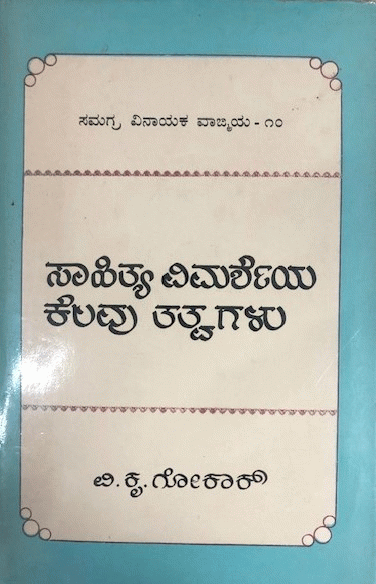 ಸಮಗ್ರ ವಿನಾಯಕ ವಾಙ್ಮಯ - ೧೦
ಸಾಹಿತ್ಯ ವಿಮರ್ಶೆಯ
ಕೆಲವು ತತ್ವಗಳು
ವಿ. ಕೃ. ಗೋಕಾಕ್